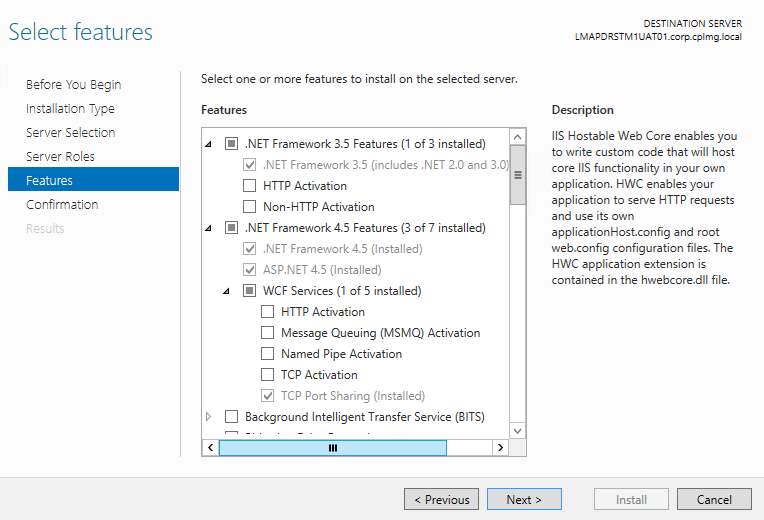 Select features
DESTINATION SERVER
LMAPDRSTM1UAT01.corp.cplmg.local
Before You Begin
Installation Type
Server Selection
Server Roles
Features
Confirmation
Results
Select one or more features to install on the selected server.
Features
.NET Framework 3.5 Features (1 of 3 installed)
.NET Framework 3.5 (includes .NET 2.0 and 3.0)
HTTP Activation
Non-HTTP Activation
.NET Framework 4.5 Features (3 of 7 installed)
.NET Framework 4.5 (Installed)
ASP.NET 4.5 (Installed)
WCF Services (1 of 5 installed)
HTTP Activation
Message Queuing (MSMQ) Activation
Named Pipe Activation
TCP Activation
TCP Port Sharing (Installed)
Background Intelligent Transfer Service (BITS)
Description
IIS Hostable Web Core enables you
to write custom code that will host
core IIS functionality in your own
application. HWC enables your
application to serve HTTP requests
and use its own
applicationHost.config and root
web.config configuration files. The
HWC application extension is
contained in the hwebcore.dll file.
< Previous
Next >
Install
Cancel